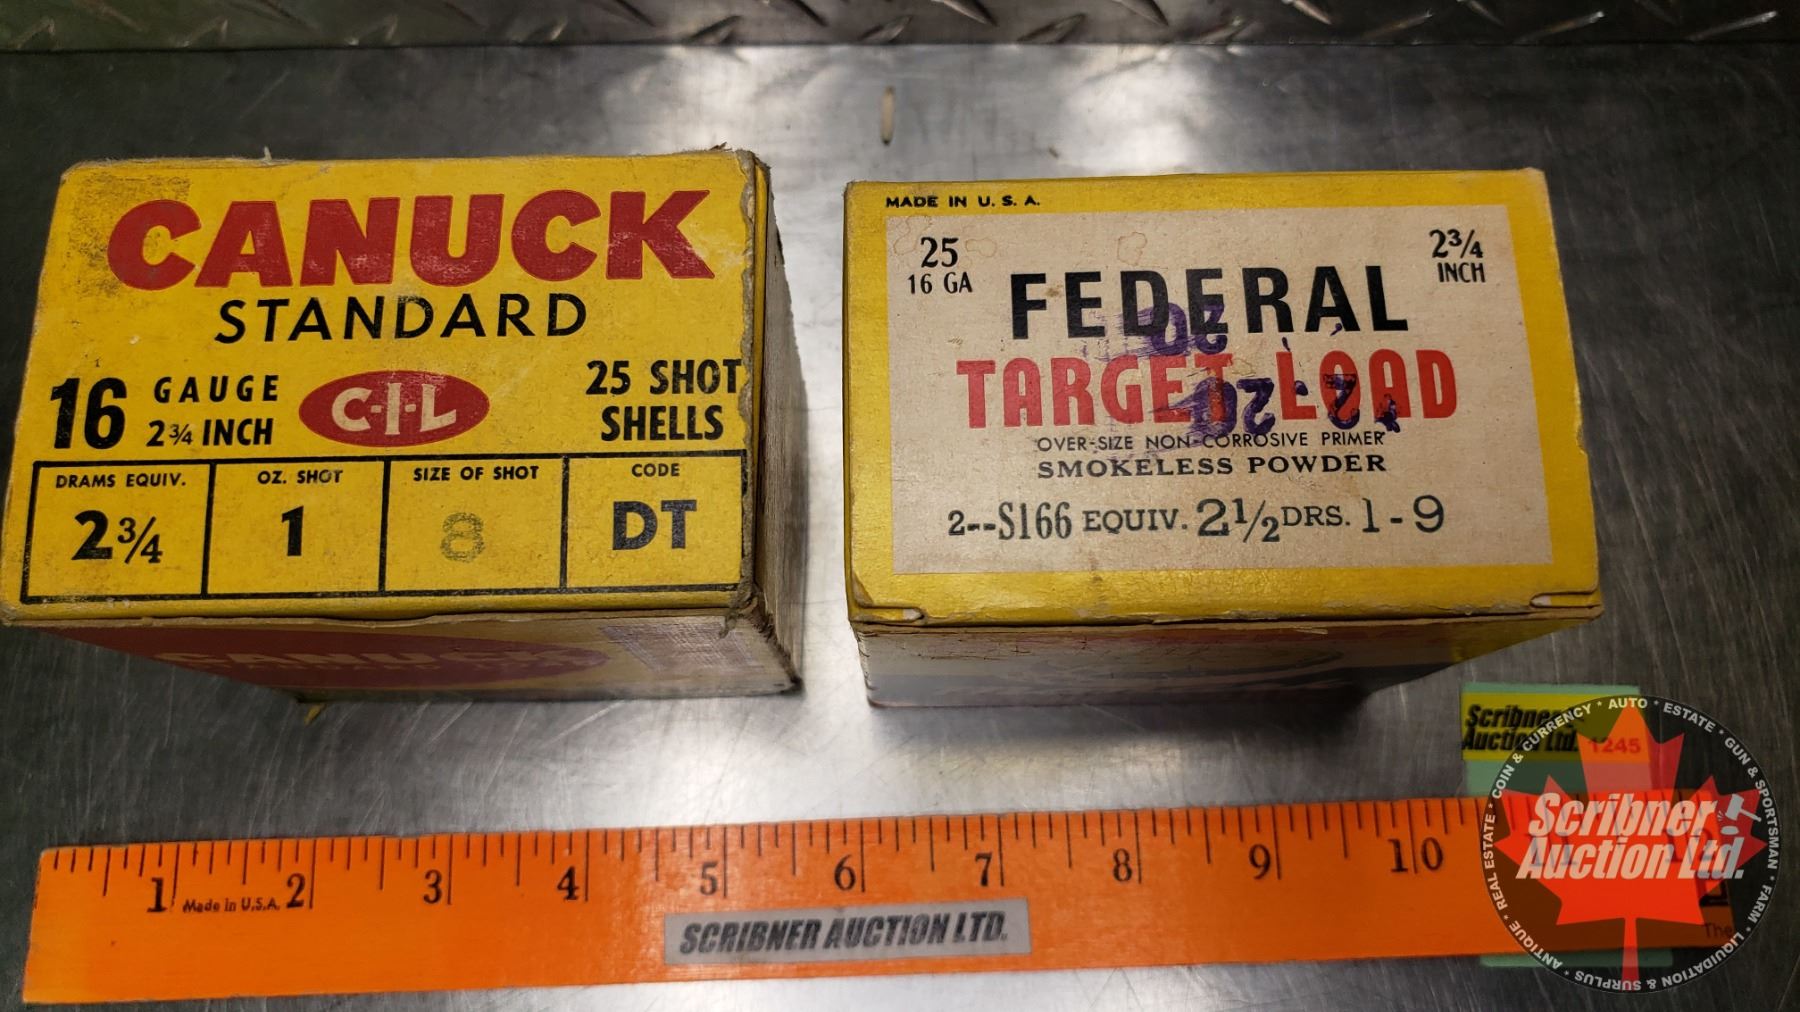 CANUCK
STANDARD
16 GAUGE
2¾ INCH
C-I-L
25 SHOT
SHELLS
DRAMS EQUIV.
2¾
OZ. SHOT
1
SIZE OF SHOT
8
CODE
DT
CANUCK
MADE IN U. S. A.
25
16 GA
2¾
INCH
FEDERAL
TARGET LOAD
OVER-SIZE NON-CORROSIVE PRIMER
SMOKELESS POWDER
2--S166 EQUIV. 2½ DRS. 1-9
Scribner
Auction Ltd. 1245
1 2 3 4 5 6 7 8 9 10
Made in U.S.A.
SCRIBNER AUCTION LTD.
The
Scribner
Auction Ltd.
COIN & CURRENCY * AUTO * ESTATE * GUN & SPORTSMAN * FARM * LIQUIDATION & SURPLUS * ANTIQUE * REAL ESTATE *